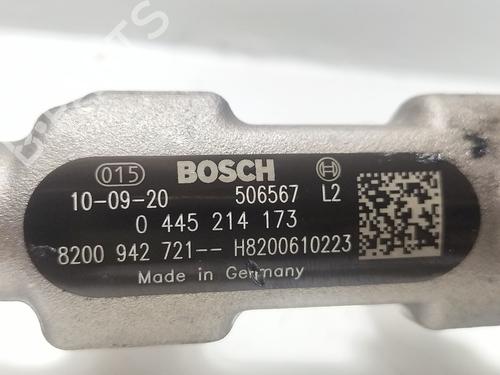 015 BOSCH
10-09-20 506567 L2
0 445 214 173
8200 942 721-- H8200610223
Made in Germany